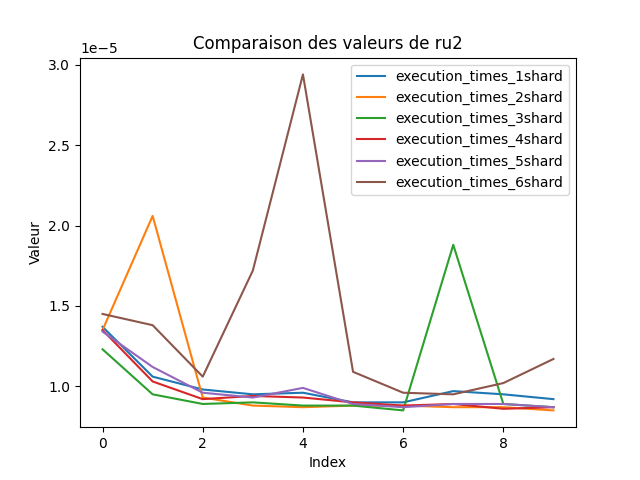 Comparaison des valeurs de ru2
1e−5
3.0
2.5
2.0
1.5
1.0
Valeur
execution_times_1shard
execution_times_2shard
execution_times_3shard
execution_times_4shard
execution_times_5shard
execution_times_6shard
0 2 4 6 8
Index